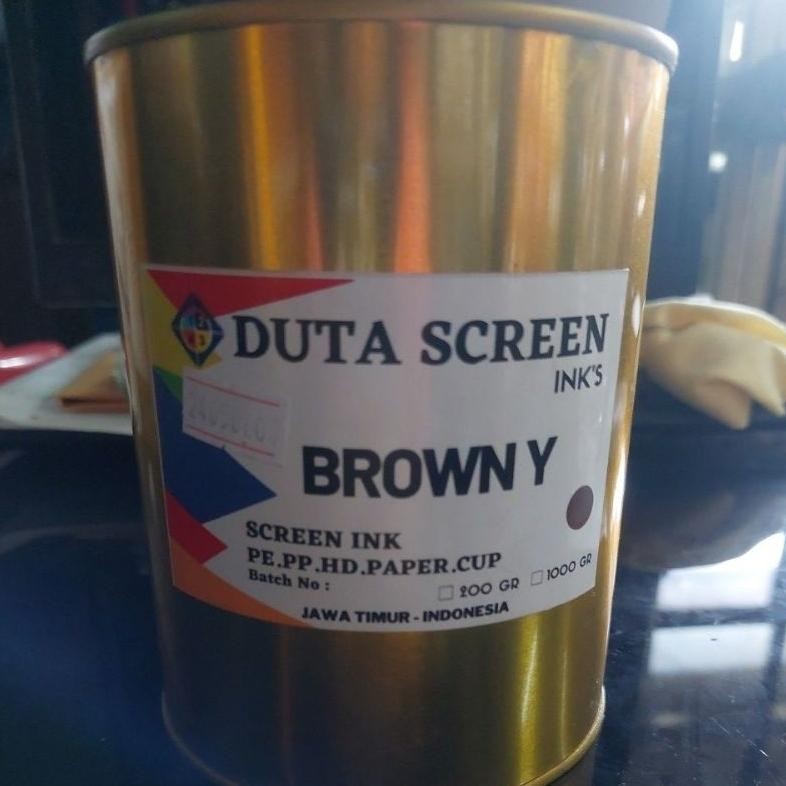 DUTA SCREEN
INK'S
BROWN Y
SCREEN INK
PE.PP.HD.PAPER.CUP
Batch No :
200 GR 1000 GR
JAWA TIMUR - INDONESIA